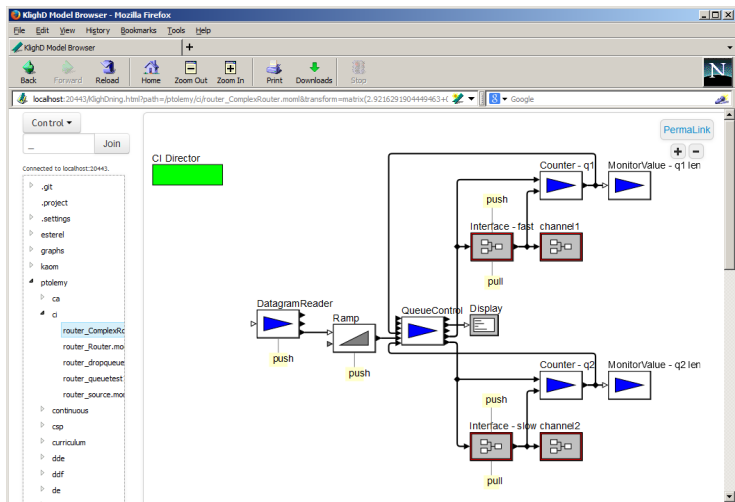 KlighD Model Browser - Mozilla Firefox
File Edit View History Bookmarks Tools Help
KlighD Model Browser
Back Forward Reload Home Zoom Out Zoom In Print Downloads Stop
N
localhost:20443/KlighDning.html?path=/ptolemy/ci/router_ComplexRouter.moml&transform=matrix(2.9216291904449463+(
Google
Control
PermaLink
_ Join
+ -
Connected to localhost:20443.
.git
.project
.settings
esterel
graphs
kaom
ptolemy
ca
ci
router_ComplexRo
router_Router.mo
router_dropqueue
router_queuetest
router_source.mo
continuous
csp
curriculum
dde
ddf
de
CI Director
Counter - q1
MonitorValue - q1 len
push
Interface - fast channel1
pull
DatagramReader
Ramp
QueueControl
Display
push
push
Counter - q2
MonitorValue - q2 len
push
Interface - slow channel2
pull